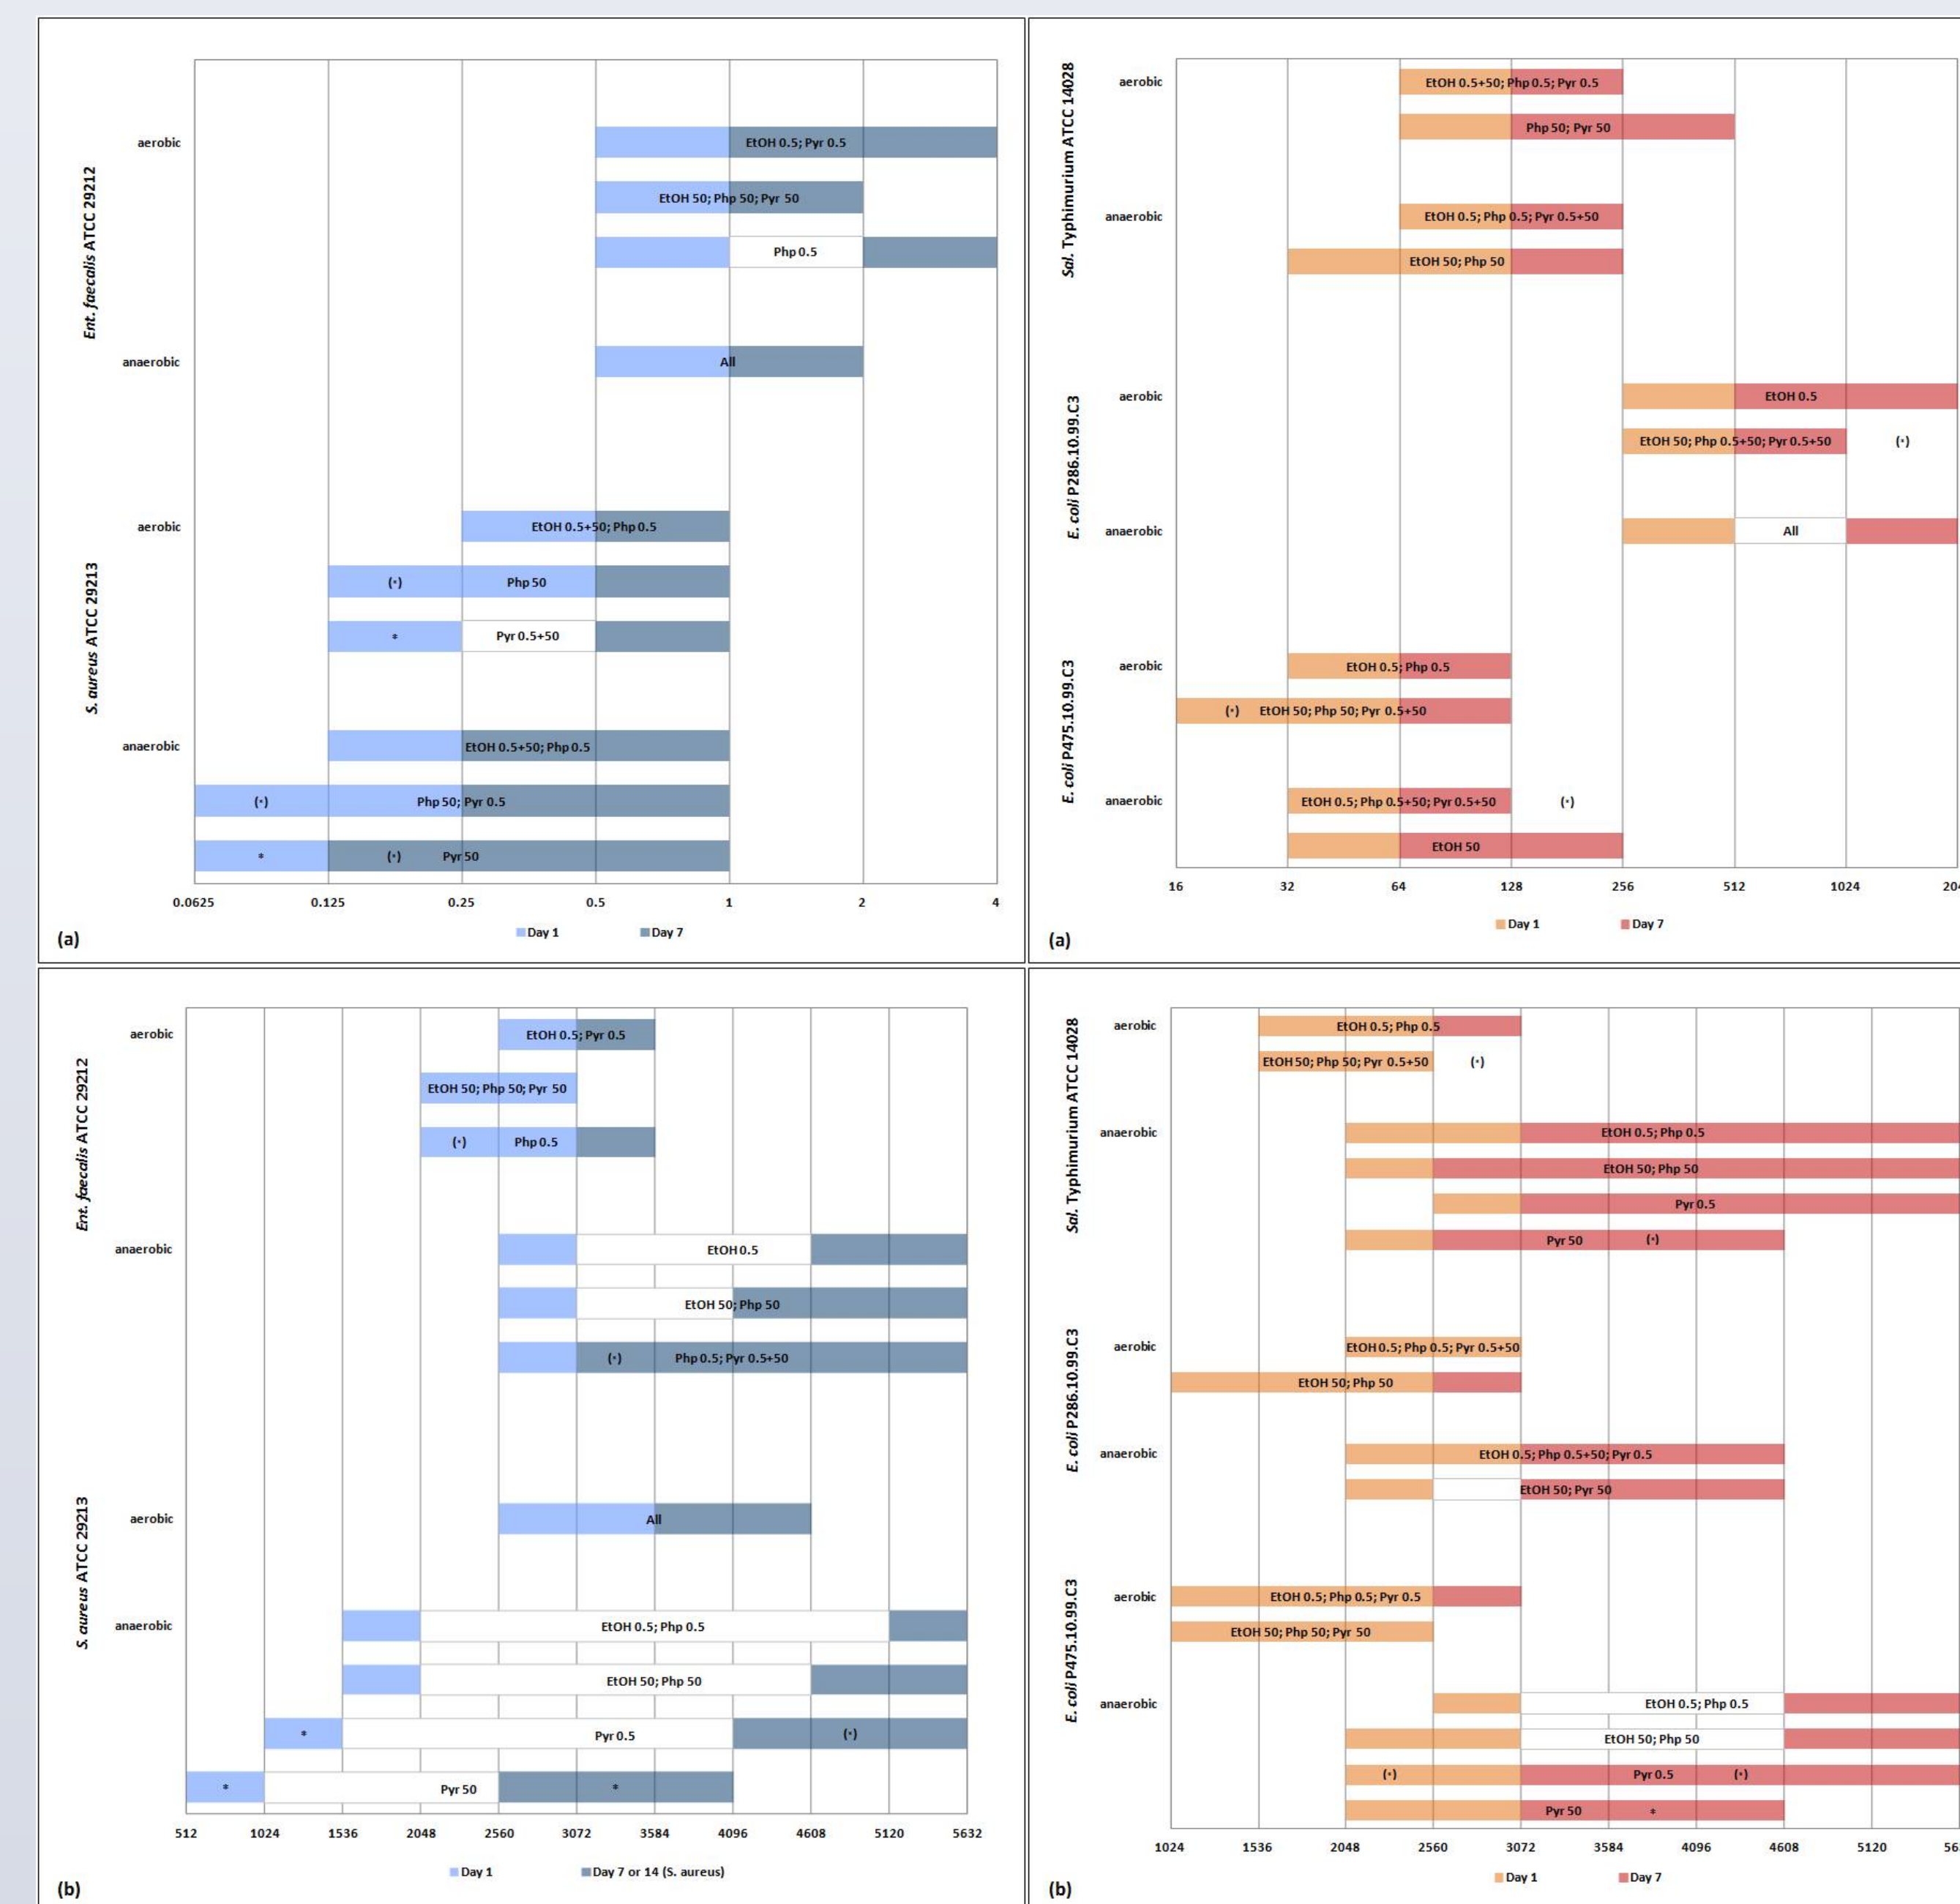 Ent. faecalis ATCC 29212
aerobic
EtOH 0.5; Pyr 0.5
EtOH 50; Php 50; Pyr 50
Php 0.5
anaerobic
All
S. aureus ATCC 29213
aerobic
EtOH 0.5+50; Php 0.5
(*) Php 50
* Pyr 0.5+50
anaerobic
EtOH 0.5+50; Php 0.5
(*) Php 50; Pyr 0.5
* (*) Pyr 50
0.0625 0.125 0.25 0.5 1 2 4
Day 1 Day 7
(a)
Sal. Typhimurium ATCC 14028
aerobic
EtOH 0.5+50; Php 0.5; Pyr 0.5
Php 50; Pyr 50
anaerobic
EtOH 0.5; Php 0.5; Pyr 0.5+50
EtOH 50; Php 50
E. coli P286.10.99.C3
aerobic
EtOH 0.5
EtOH 50; Php 0.5+50; Pyr 0.5+50 (*)
anaerobic
All
E. coli P475.10.99.C3
aerobic
EtOH 0.5; Php 0.5
(*) EtOH 50; Php 50; Pyr 0.5+50
anaerobic
EtOH 0.5; Php 0.5+50; Pyr 0.5+50 (*)
EtOH 50
16 32 64 128 256 512 1024
Day 1 Day 7
(a)
Ent. faecalis ATCC 29212
aerobic
EtOH 0.5; Pyr 0.5
EtOH 50; Php 50; Pyr 50
(*) Php 0.5
anaerobic
EtOH 0.5
EtOH 50; Php 50
(*) Php 0.5; Pyr 0.5+50
S. aureus ATCC 29213
aerobic
All
anaerobic
EtOH 0.5; Php 0.5
EtOH 50; Php 50
* Pyr 0.5 (*)
* Pyr 50 *
512 1024 1536 2048 2560 3072 3584 4096 4608 5120 5632
Day 1 Day 7 or 14 (S. aureus)
(b)
Sal. Typhimurium ATCC 14028
aerobic
EtOH 0.5; Php 0.5
EtOH 50; Php 50; Pyr 0.5+50 (*)
anaerobic
EtOH 0.5; Php 0.5
EtOH 50; Php 50
Pyr 0.5
Pyr 50 (*)
E. coli P286.10.99.C3
aerobic
EtOH 0.5; Php 0.5; Pyr 0.5+50
EtOH 50; Php 50
anaerobic
EtOH 0.5; Php 0.5+50; Pyr 0.5
EtOH 50; Pyr 50
E. coli P475.10.99.C3
aerobic
EtOH 0.5; Php 0.5; Pyr 0.5
EtOH 50; Php 50; Pyr 50
anaerobic
EtOH 0.5; Php 0.5
EtOH 50; Php 50
(*) Pyr 0.5 (*)
Pyr 50 *
1024 1536 2048 2560 3072 3584 4096 4608 5120
Day 1 Day 7
(b)